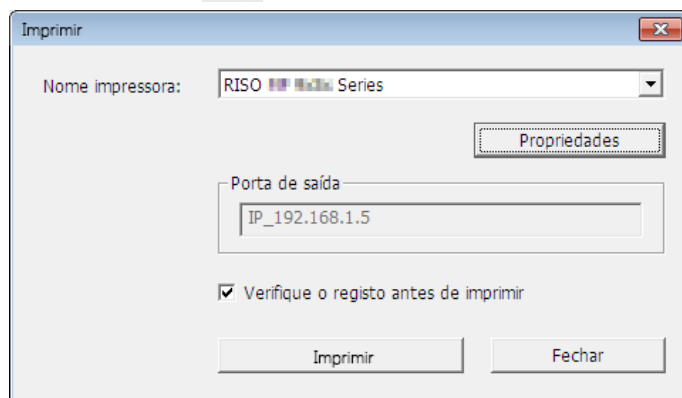 Imprimir
Nome impressora: RISO Series
Propriedades
Porta de saída
IP_192.168.1.5
Verifique o registo antes de imprimir
Imprimir Fechar